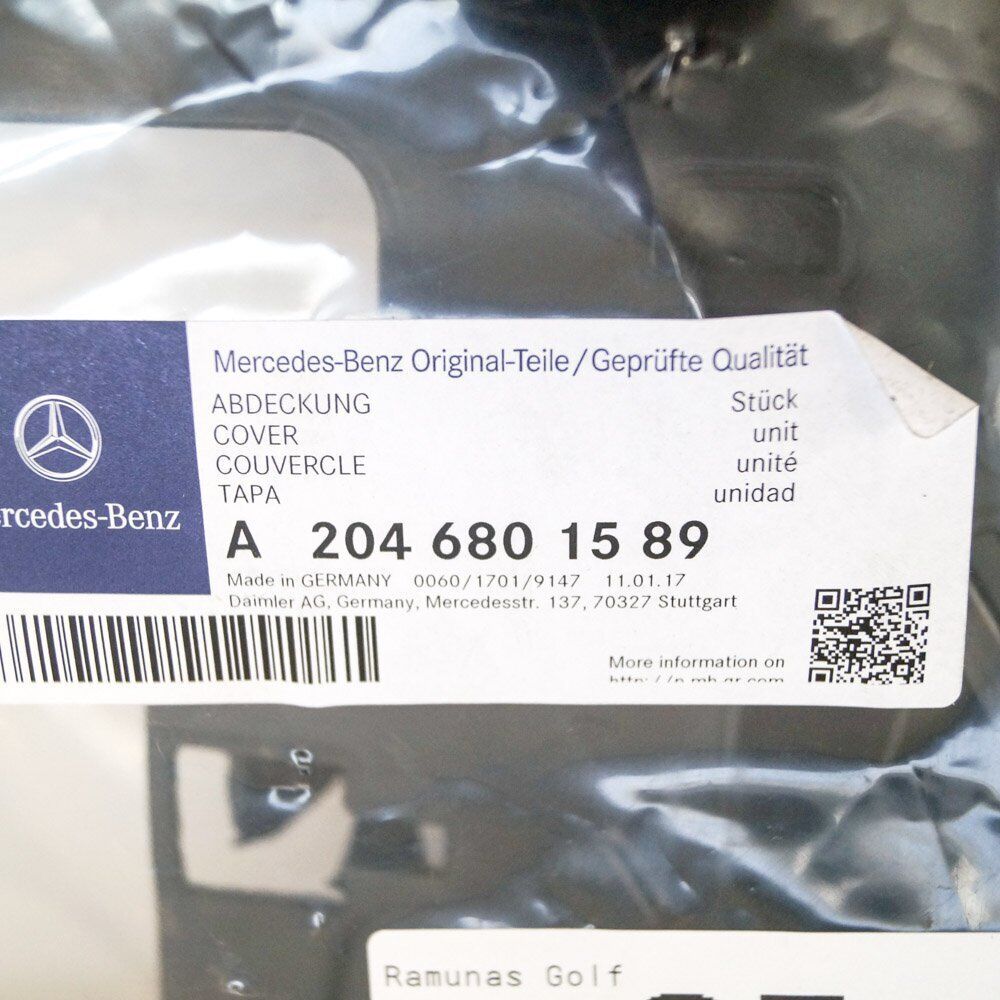 Mercedes-Benz Original-Teile/Geprüfte Qualität
ABDECKUNG Stück
COVER unit
COUVERCLE unité
TAPA unidad
rcedes-Benz
A 204 680 15 89
Made in GERMANY 0060/1701/9147 11.01.17
Daimler AG, Germany, Mercedesstr. 137, 70327 Stuttgart
More information on
Ramunas Golf